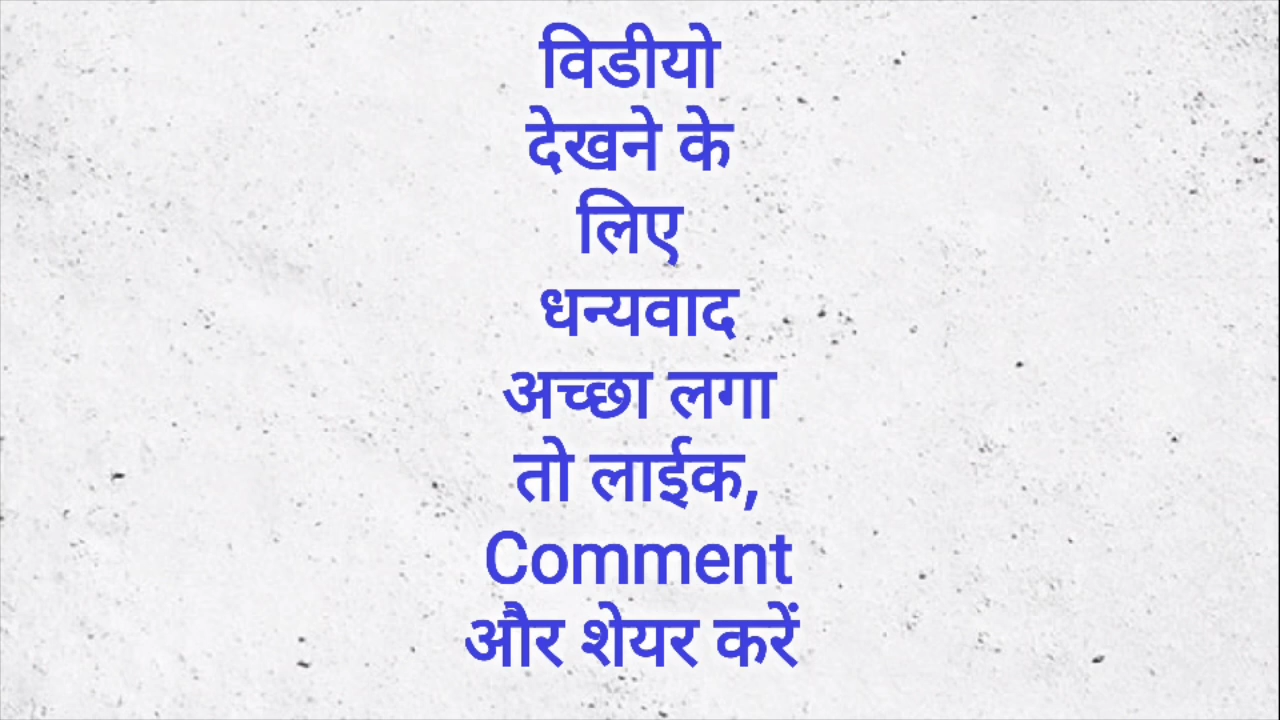 विडीयो
देखने के
लिए
धन्यवाद
अच्छा लगा
तो लाईक,
Comment
और शेयर करें